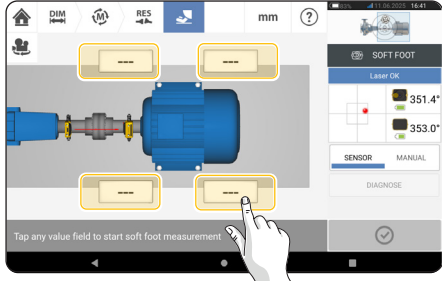 DIM
M
RES
mm
?
83%
11.06.2025 16:41
SOFT FOOT
Laser OK
351.4°
353.0°
SENSOR
MANUAL
DIAGNOSE
---
---
---
---
Tap any value field to start soft foot measurement